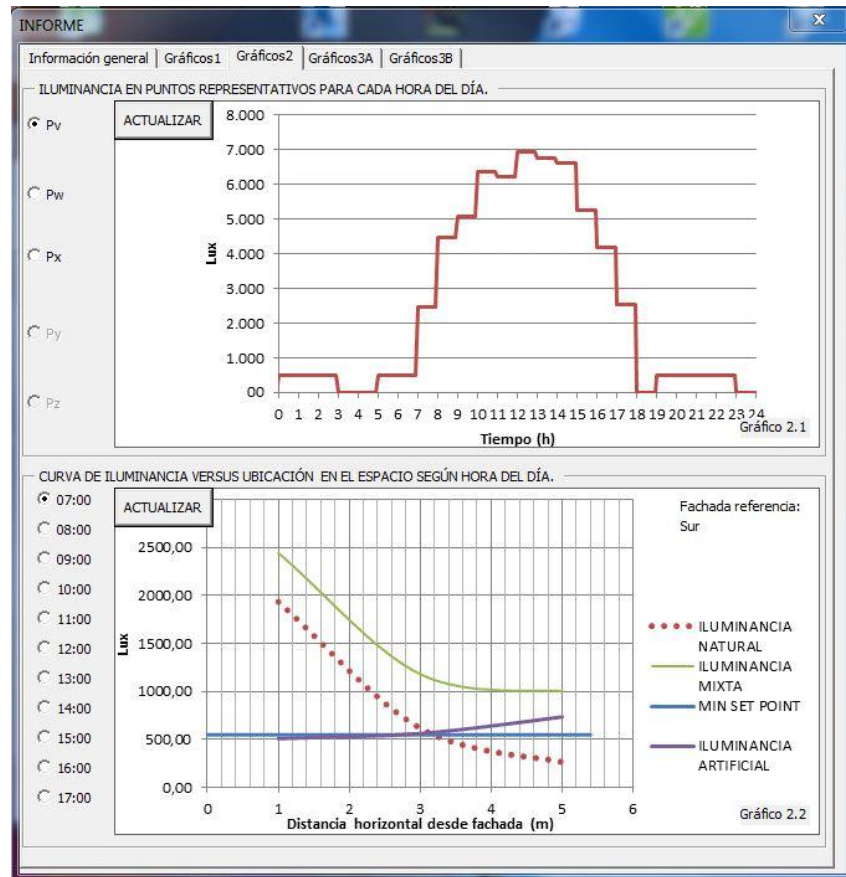 INFORME
x
Información general | Gráficos1 | Gráficos2 | Gráficos3A | Gráficos3B
ILUMINANCIA EN PUNTOS REPRESENTATIVOS PARA CADA HORA DEL DÍA.
Pv
Pw
Px
Py
Pz
ACTUALIZAR
8.000
7.000
6.000
5.000
4.000
3.000
2.000
1.000
00
Lux
0 1 2 3 4 5 6 7 8 9 10 11 12 13 14 15 16 17 18 19 20 21 22 23 24
Tiempo (h)
Gráfico 2.1
CURVA DE ILUMINANCIA VERSUS UBICACIÓN EN EL ESPACIO SEGÚN HORA DEL DÍA.
07:00
08:00
09:00
10:00
11:00
12:00
13:00
14:00
15:00
16:00
17:00
ACTUALIZAR
2500,00
2000,00
1500,00
1000,00
500,00
0,00
Lux
0 1 2 3 4 5 6
Distancia horizontal desde fachada (m)
Fachada referencia:
Sur
ILUMINANCIA
NATURAL
ILUMINANCIA
MIXTA
MIN SET POINT
ILUMINANCIA
ARTIFICIAL
Gráfico 2.2